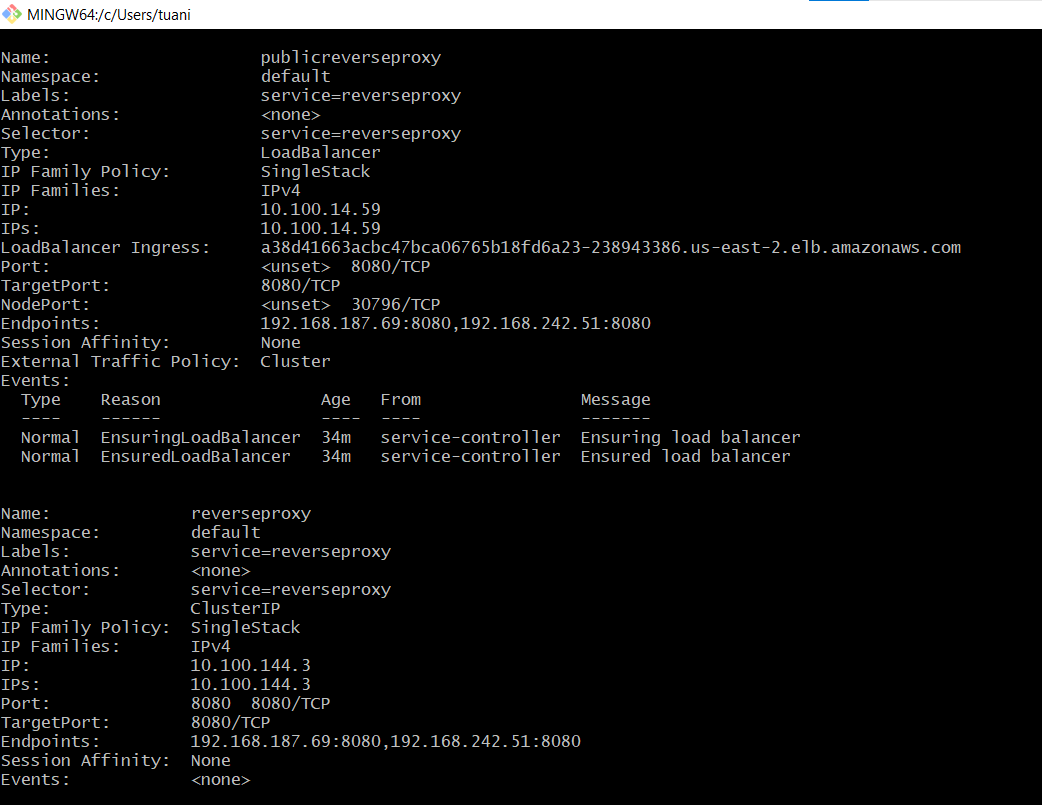 MINGW64:/c/Users/tuani
Name: publicreverseproxy
Namespace: default
Labels: service=reverseproxy
Annotations: <none>
Selector: service=reverseproxy
Type: LoadBalancer
IP Family Policy: SingleStack
IP Families: IPv4
IP: 10.100.14.59
IPs: 10.100.14.59
LoadBalancer Ingress: a38d41663acbc47bca06765b18fd6a23-238943386.us-east-2.elb.amazonaws.com
Port: <unset> 8080/TCP
TargetPort: 8080/TCP
NodePort: <unset> 30796/TCP
Endpoints: 192.168.187.69:8080,192.168.242.51:8080
Session Affinity: None
External Traffic Policy: Cluster
Events:
Type Reason Age From Message
---- ------ ---- ---- -------
Normal EnsuringLoadBalancer 34m service-controller Ensuring load balancer
Normal EnsuredLoadBalancer 34m service-controller Ensured load balancer
Name: reverseproxy
Namespace: default
Labels: service=reverseproxy
Annotations: <none>
Selector: service=reverseproxy
Type: ClusterIP
IP Family Policy: SingleStack
IP Families: IPv4
IP: 10.100.144.3
IPs: 10.100.144.3
Port: 8080 8080/TCP
TargetPort: 8080/TCP
Endpoints: 192.168.187.69:8080,192.168.242.51:8080
Session Affinity: None
Events: <none>